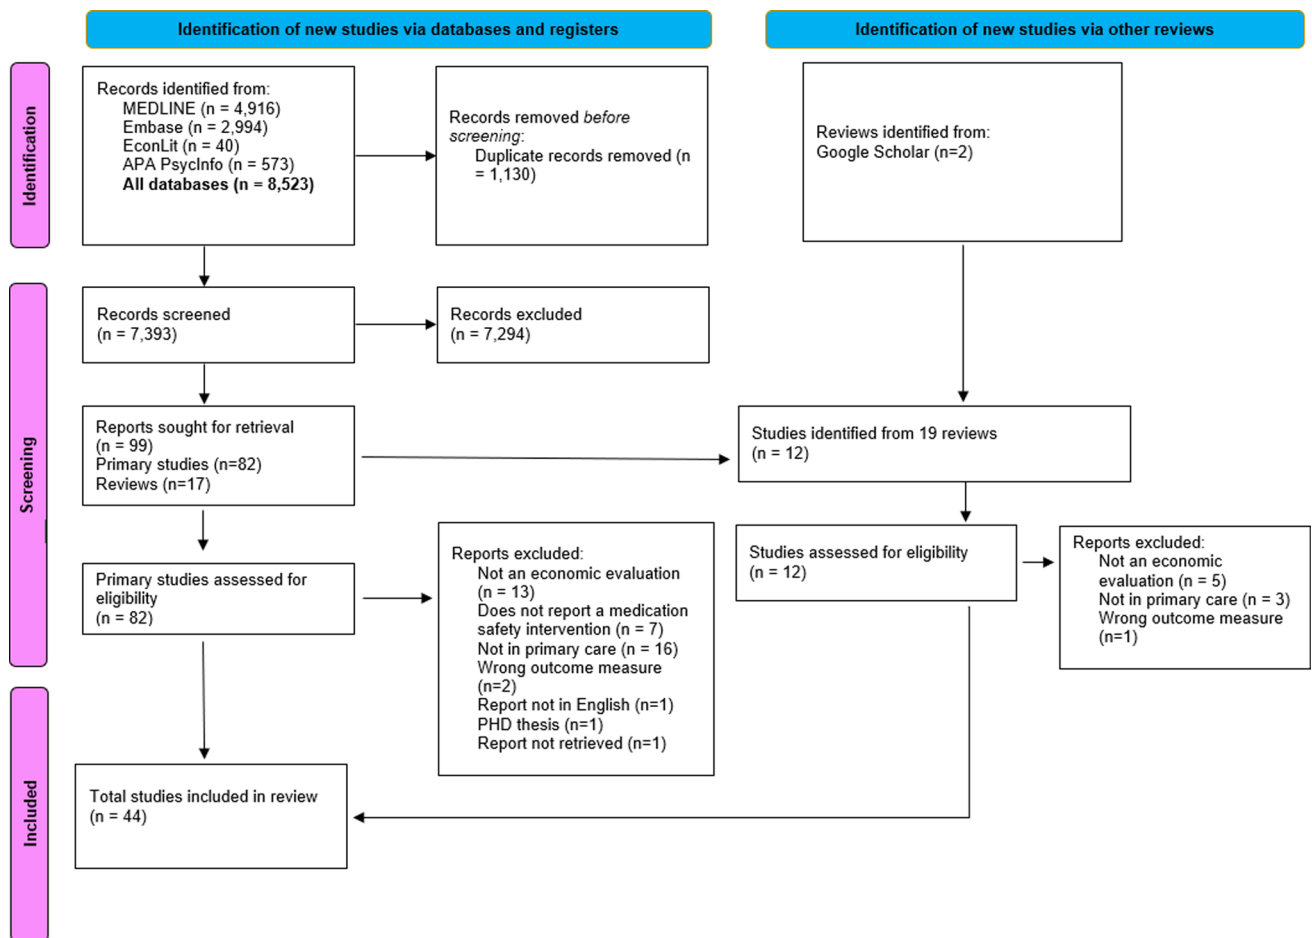 Identification of new studies via databases and registers
Identification of new studies via other reviews
Identification
Records identified from:
MEDLINE (n = 4,916)
Embase (n = 2,994)
EconLit (n = 40)
APA PsycInfo (n = 573)
All databases (n = 8,523)
Records removed before
screening:
Duplicate records removed (n
= 1,130)
Reviews identified from:
Google Scholar (n=2)
Screening
Records screened
(n = 7,393)
Records excluded
(n = 7,294)
Reports sought for retrieval
(n = 99)
Primary studies (n=82)
Reviews (n=17)
Studies identified from 19 reviews
(n = 12)
Primary studies assessed for
eligibility
(n = 82)
Reports excluded:
Not an economic evaluation
(n = 13)
Does not report a medication
safety intervention (n = 7)
Not in primary care (n = 16)
Wrong outcome measure
(n=2)
Report not in English (n=1)
PHD thesis (n=1)
Report not retrieved (n=1)
Studies assessed for eligibility
(n = 12)
Reports excluded:
Not an economic
evaluation (n = 5)
Not in primary care (n = 3)
Wrong outcome measure
(n=1)
Included
Total studies included in review
(n = 44)